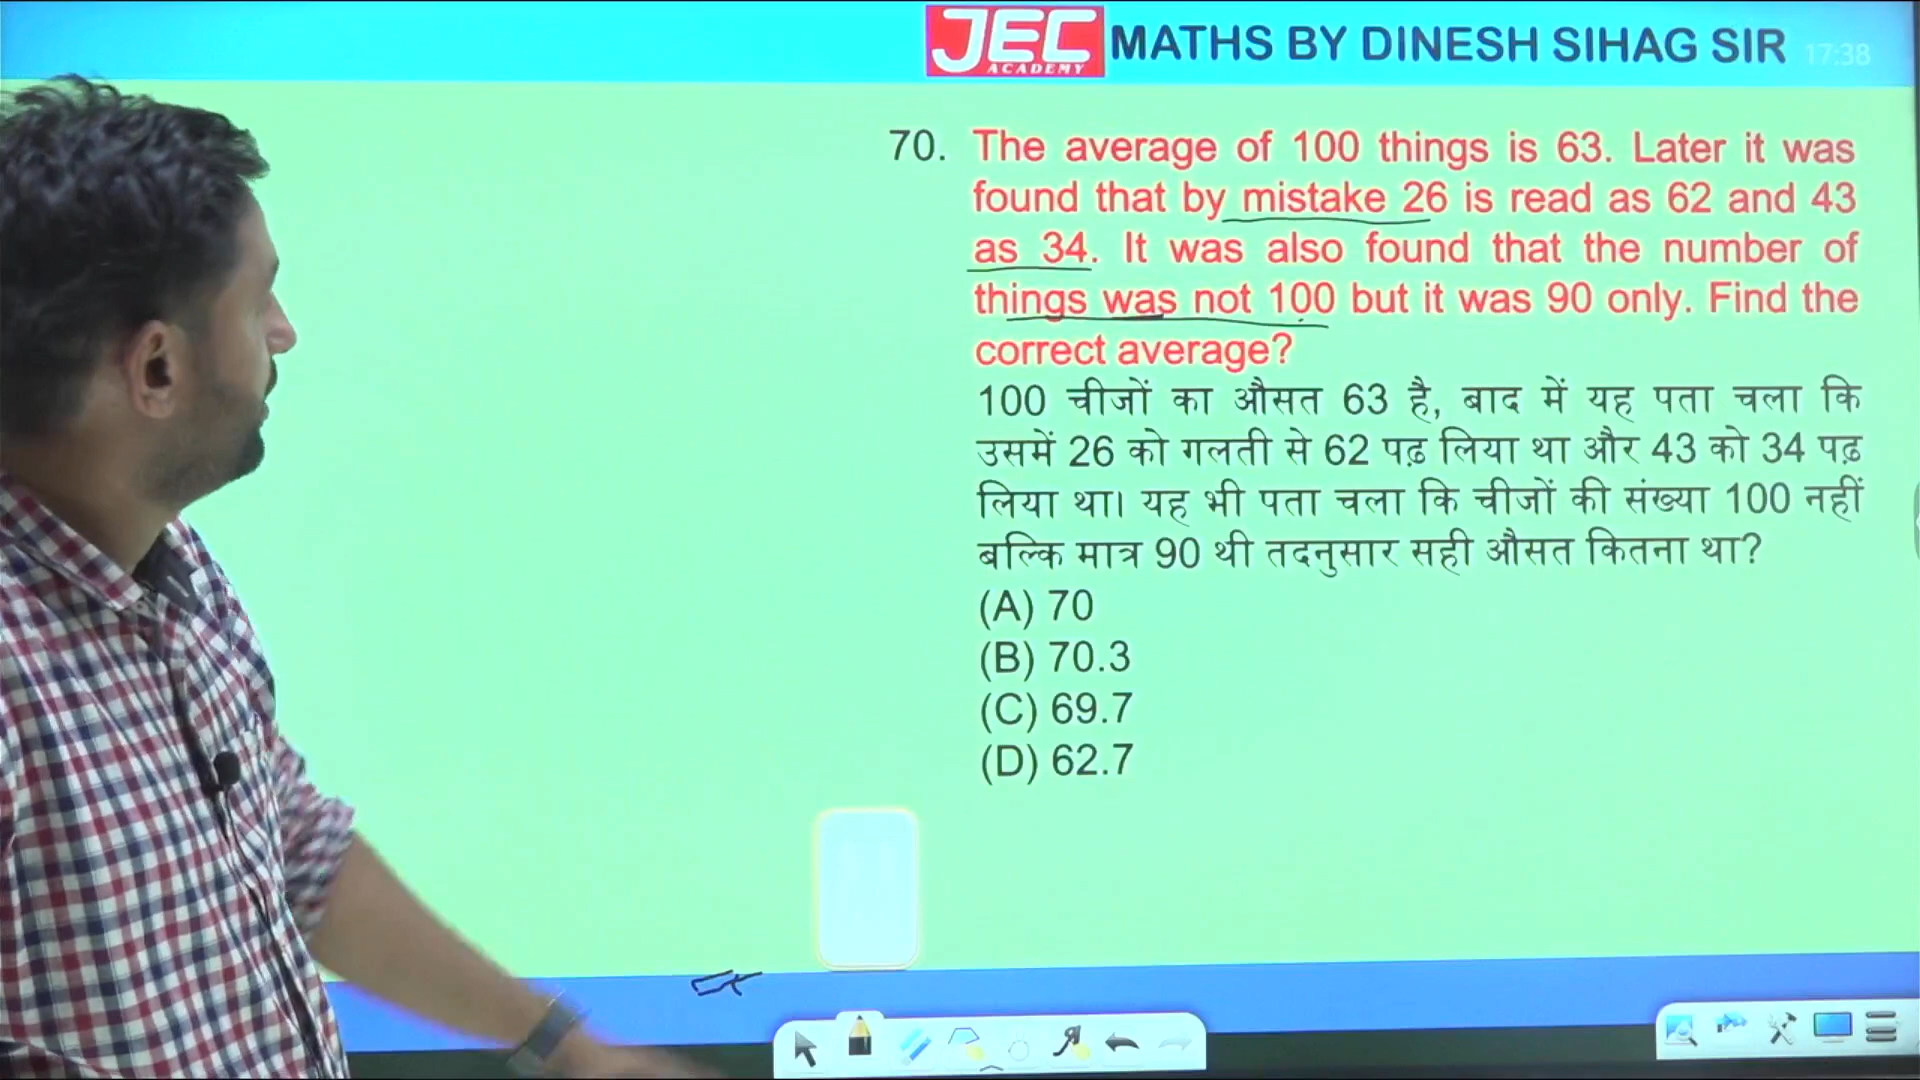 JEC
ACADEMY
MATHS BY DINESH SIHAG SIR
17:38
70. The average of 100 things is 63. Later it was
found that by mistake 26 is read as 62 and 43
as 34. It was also found that the number of
things was not 100 but it was 90 only. Find the
correct average?
100 चीजों का औसत 63 है, बाद में यह पता चला कि
उसमें 26 को गलती से 62 पढ़ लिया था और 43 को 34 पढ़
लिया था। यह भी पता चला कि चीजों की संख्या 100 नहीं
बल्कि मात्र 90 थी तदनुसार सही औसत कितना था?
(A) 70
(B) 70.3
(C) 69.7
(D) 62.7